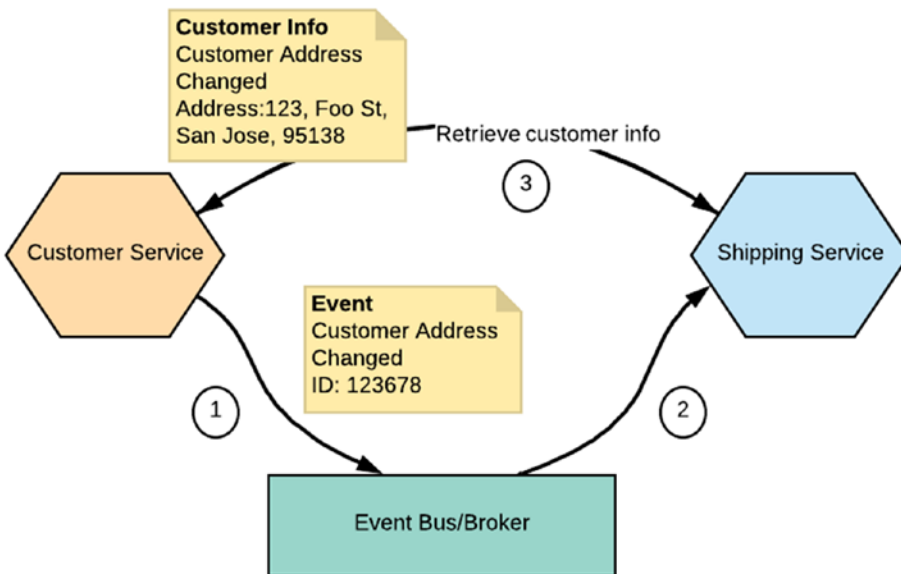 Customer Info
Customer Address
Changed
Address:123, Foo St,
San Jose, 95138
Retrieve customer info
3
Customer Service
Shipping Service
Event
Customer Address
Changed
ID: 123678
1
2
Event Bus/Broker